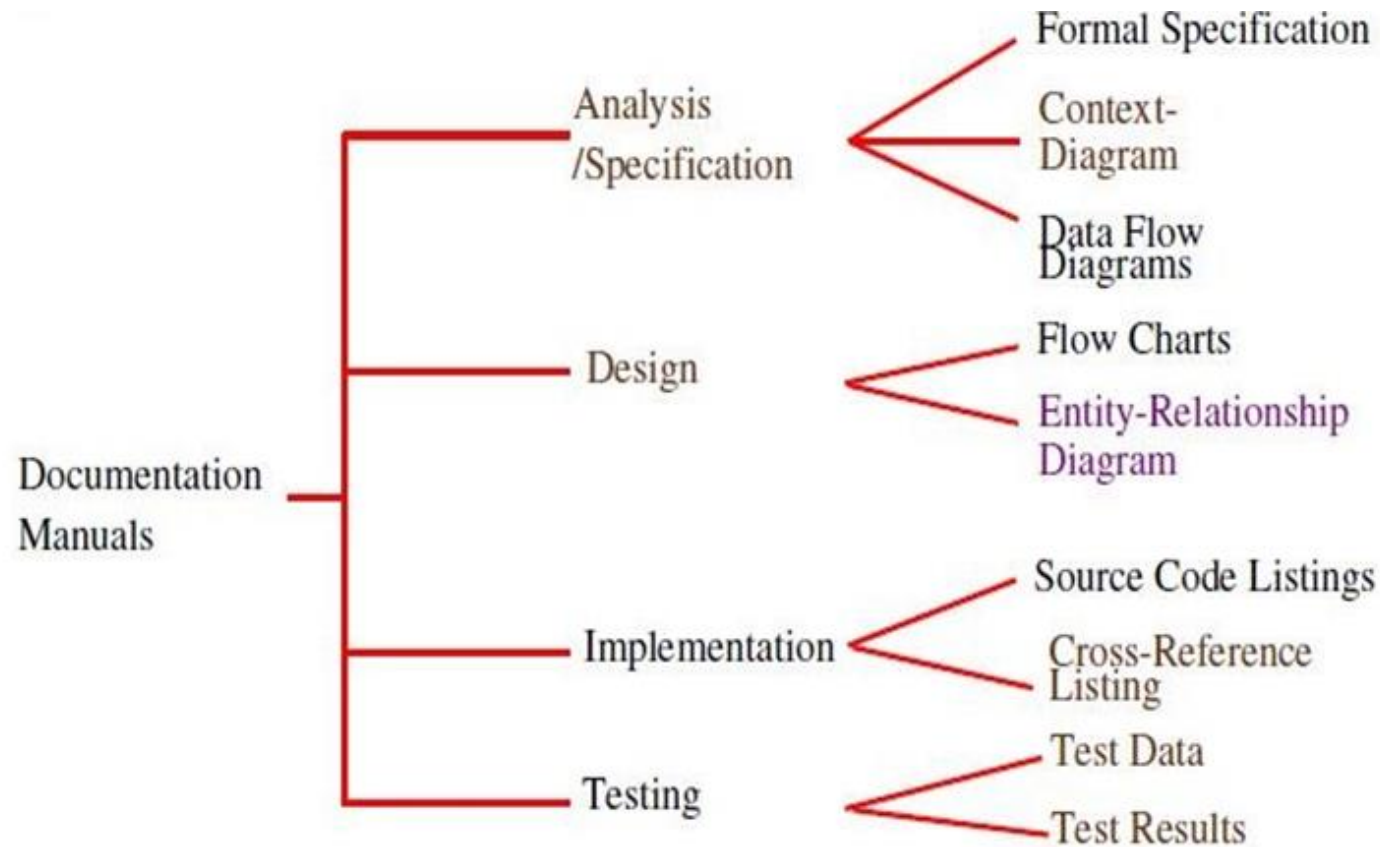 Formal Specification
Analysis
/Specification
Context-
Diagram
Data Flow
Diagrams
Design
Flow Charts
Entity-Relationship
Diagram
Documentation
Manuals
Implementation
Source Code Listings
Cross-Reference
Listing
Testing
Test Data
Test Results